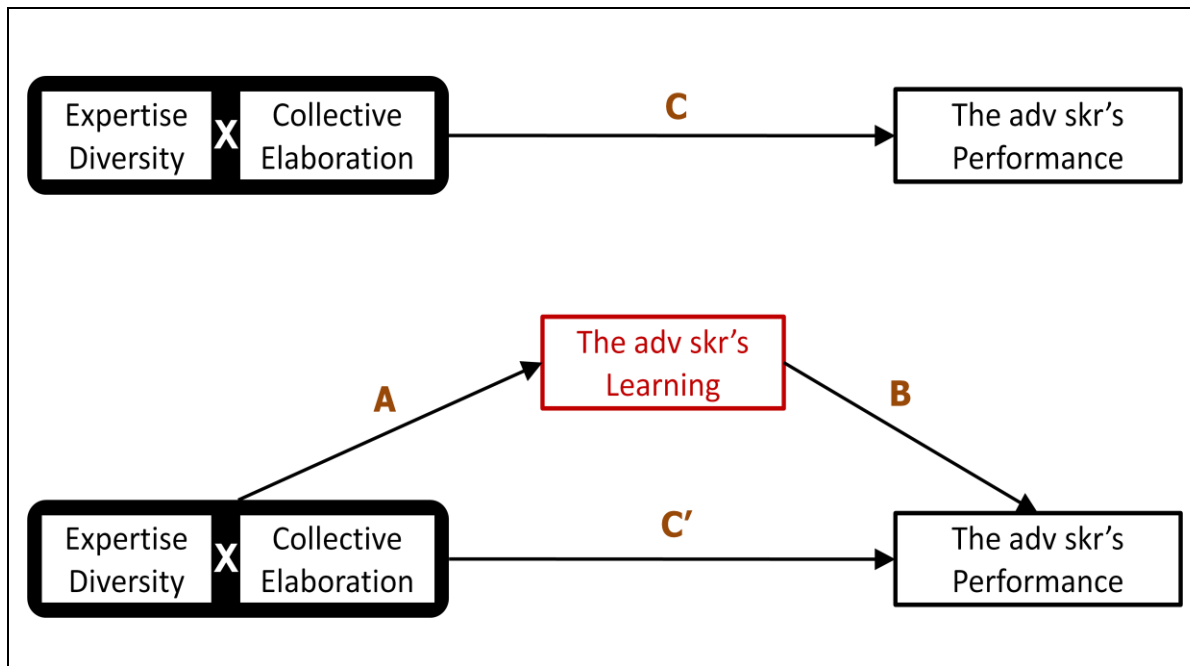 Expertise
Diversity
X
Collective
Elaboration
C
The adv skr’s
Performance
The adv skr’s
Learning
A
B
Expertise
Diversity
X
Collective
Elaboration
C’
The adv skr’s
Performance